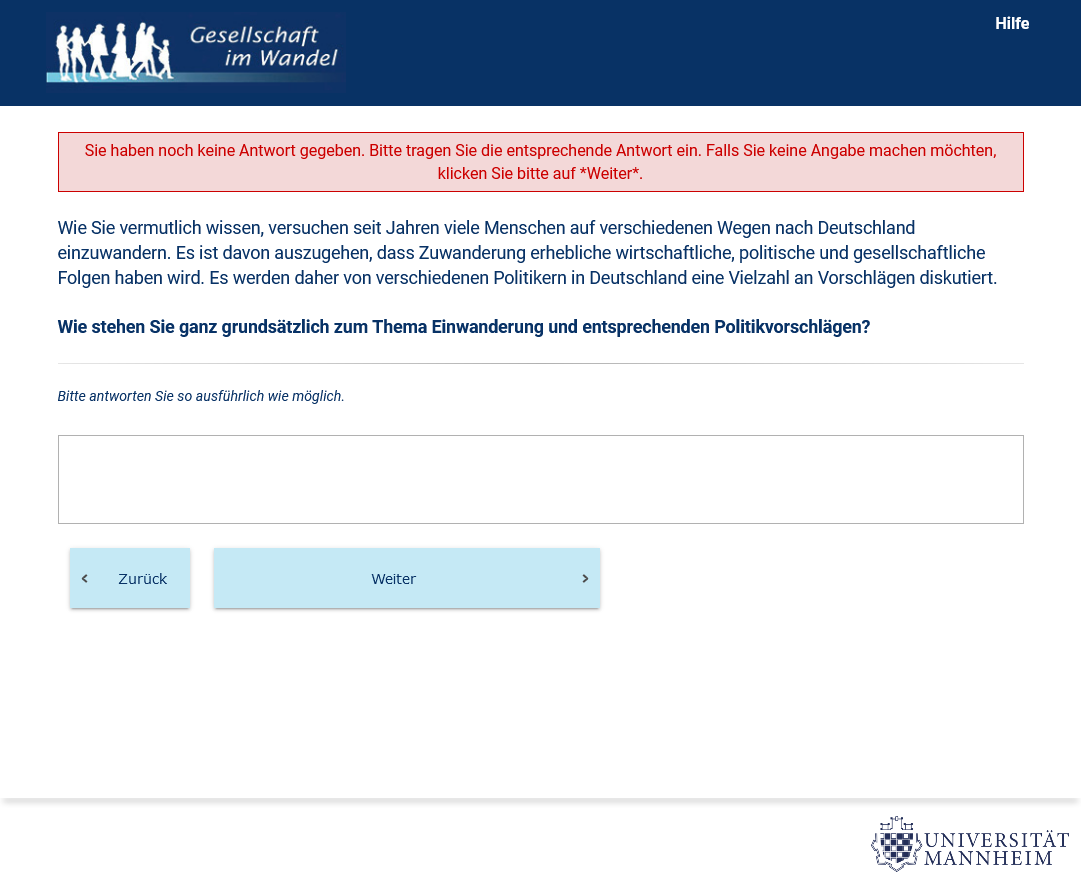 Gesellschaft
im Wandel
Hilfe
Sie haben noch keine Antwort gegeben. Bitte tragen Sie die entsprechende Antwort ein. Falls Sie keine Angabe machen möchten,
klicken Sie bitte auf *Weiter*.
Wie Sie vermutlich wissen, versuchen seit Jahren viele Menschen auf verschiedenen Wegen nach Deutschland
einzuwandern. Es ist davon auszugehen, dass Zuwanderung erhebliche wirtschaftliche, politische und gesellschaftliche
Folgen haben wird. Es werden daher von verschiedenen Politikern in Deutschland eine Vielzahl an Vorschlägen diskutiert.
Wie stehen Sie ganz grundsätzlich zum Thema Einwanderung und entsprechenden Politikvorschlägen?
Bitte antworten Sie so ausführlich wie möglich.
Zurück
Weiter
UNIVERSITÄT
MANNHEIM